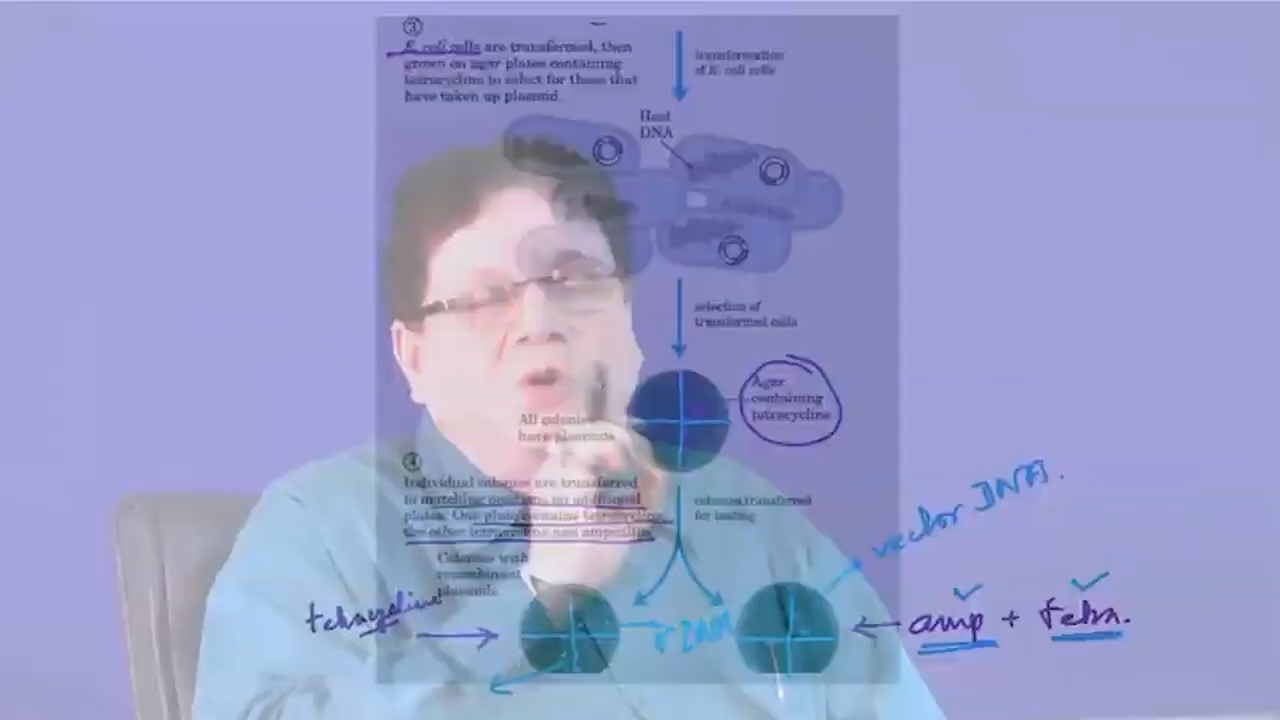 ③
E. coli cells are transformed, then
grown on agar plates containing
tetracycline to select for those that
have taken up plasmid.
transformation
of E. coli cells
Host
DNA
selection of
transformed cells
Agar
containing
tetracycline
All colonies
have plasmids
④
Individual colonies are transferred
to matching positions on additional
plates. One plate contains tetracycline,
the other tetracycline and ampicillin.
colonies transferred
for testing
Colonies with
recombinant
plasmids
vector DNA.
tetracycline
r DNA
amp + tetra.